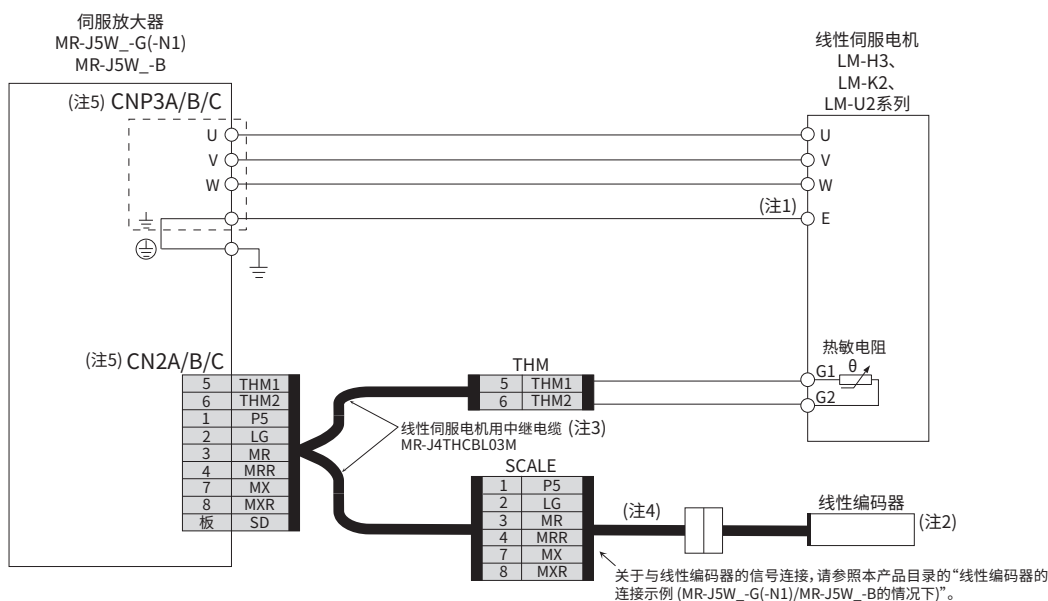 伺服放大器
MR-J5W_-G(-N1)
MR-J5W_-B
线性伺服电机
LM-H3、
LM-K2、
LM-U2系列
(注5) CNP3A/B/C
U
V
W
U
V
W
(注1)
E
(注5) CN2A/B/C
5 THM1
6 THM2
1 P5
2 LG
3 MR
4 MRR
7 MX
8 MXR
板 SD
THM
5 THM1
6 THM2
热敏电阻
θ
G1
G2
线性伺服电机用中继电缆 (注3)
MR-J4THCBL03M
SCALE
1 P5
2 LG
3 MR
4 MRR
7 MX
8 MXR
(注4)
线性编码器
(注2)
关于与线性编码器的信号连接,请参照本产品目录的“线性编码器的
连接示例 (MR-J5W_-G(-N1)/MR-J5W_-B的情况下)”。